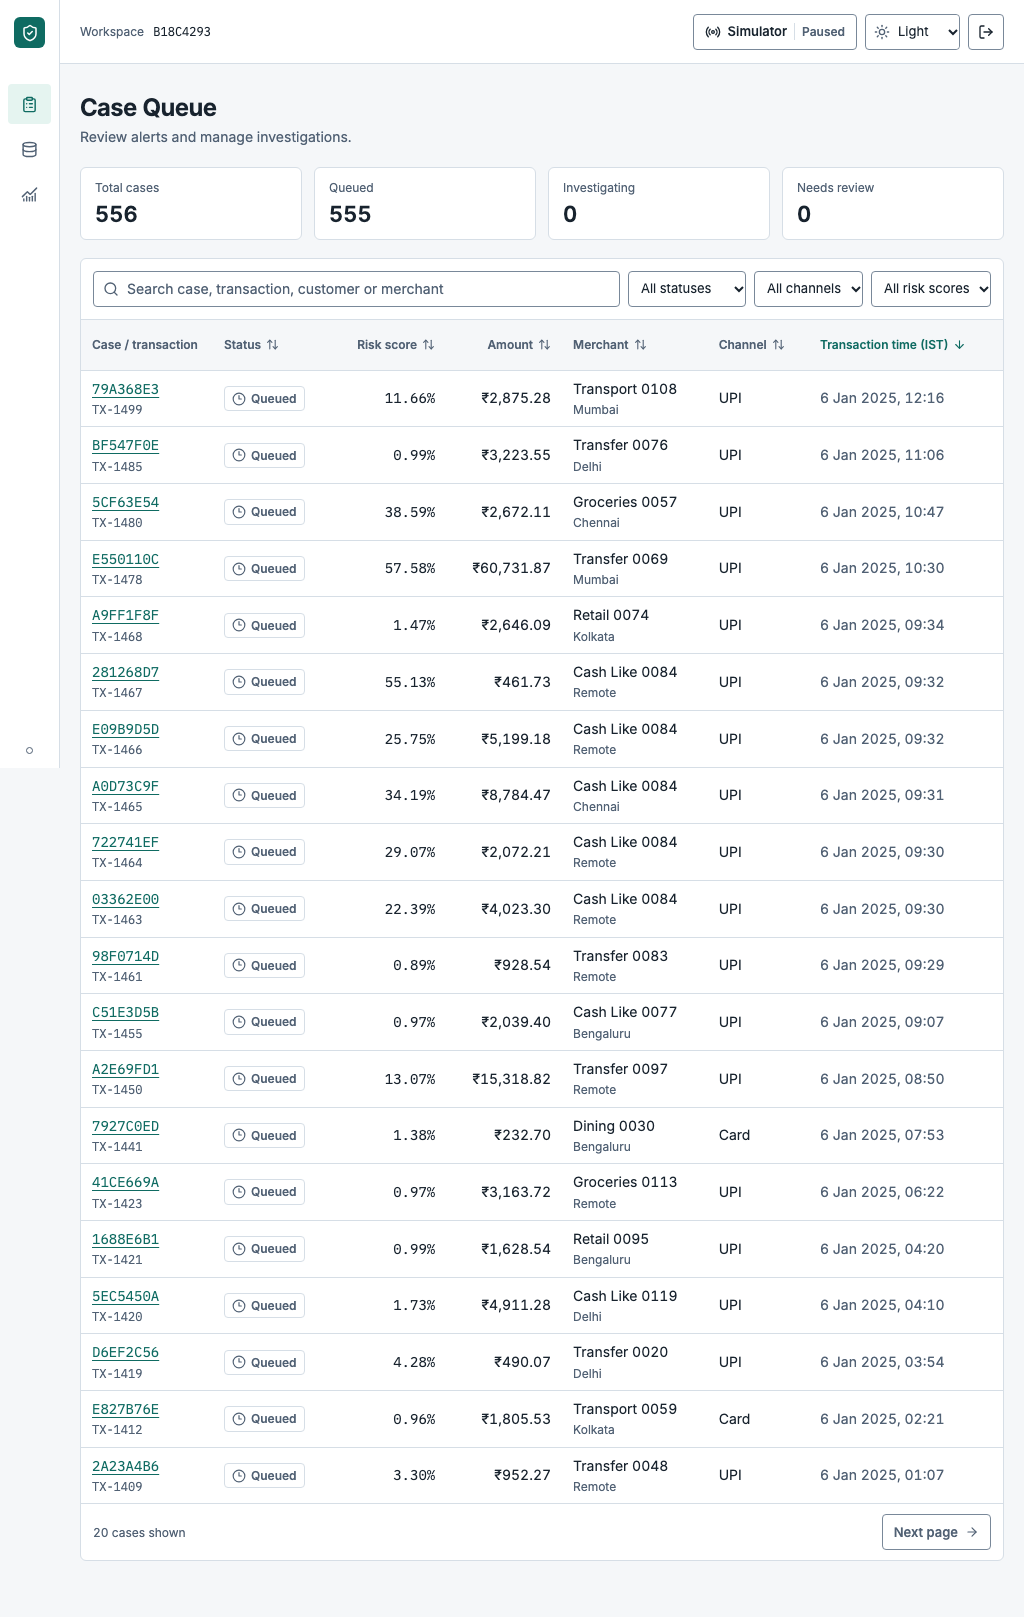 Workspace B18C4293
Simulator Paused
Light
Case Queue
Review alerts and manage investigations.
Total cases
556
Queued
555
Investigating
0
Needs review
0
Search case, transaction, customer or merchant
All statuses
All channels
All risk scores
Case / transaction Status Risk score Amount Merchant Channel Transaction time (IST)
79A368E3 Queued 11.66% ₹2,875.28 Transport 0108 UPI 6 Jan 2025, 12:16
TX-1499 Mumbai
BF547F0E Queued 0.99% ₹3,223.55 Transfer 0076 UPI 6 Jan 2025, 11:06
TX-1485 Delhi
5CF63E54 Queued 38.59% ₹2,672.11 Groceries 0057 UPI 6 Jan 2025, 10:47
TX-1480 Chennai
E550110C Queued 57.58% ₹60,731.87 Transfer 0069 UPI 6 Jan 2025, 10:30
TX-1478 Mumbai
A9FF1F8F Queued 1.47% ₹2,646.09 Retail 0074 UPI 6 Jan 2025, 09:34
TX-1468 Kolkata
281268D7 Queued 55.13% ₹461.73 Cash Like 0084 UPI 6 Jan 2025, 09:32
TX-1467 Remote
E09B9D5D Queued 25.75% ₹5,199.18 Cash Like 0084 UPI 6 Jan 2025, 09:32
TX-1466 Remote
A0D73C9F Queued 34.19% ₹8,784.47 Cash Like 0084 UPI 6 Jan 2025, 09:31
TX-1465 Chennai
722741EF Queued 29.07% ₹2,072.21 Cash Like 0084 UPI 6 Jan 2025, 09:30
TX-1464 Remote
03362E00 Queued 22.39% ₹4,023.30 Cash Like 0084 UPI 6 Jan 2025, 09:30
TX-1463 Remote
98F0714D Queued 0.89% ₹928.54 Transfer 0083 UPI 6 Jan 2025, 09:29
TX-1461 Remote
C51E3D5B Queued 0.97% ₹2,039.40 Cash Like 0077 UPI 6 Jan 2025, 09:07
TX-1455 Bengaluru
A2E69FD1 Queued 13.07% ₹15,318.82 Transfer 0097 UPI 6 Jan 2025, 08:50
TX-1450 Remote
7927C0ED Queued 1.38% ₹232.70 Dining 0030 Card 6 Jan 2025, 07:53
TX-1441 Bengaluru
41CE669A Queued 0.97% ₹3,163.72 Groceries 0113 UPI 6 Jan 2025, 06:22
TX-1423 Remote
1688E6B1 Queued 0.99% ₹1,628.54 Retail 0095 UPI 6 Jan 2025, 04:20
TX-1421 Bengaluru
5EC5450A Queued 1.73% ₹4,911.28 Cash Like 0119 UPI 6 Jan 2025, 04:10
TX-1420 Delhi
D6EF2C56 Queued 4.28% ₹490.07 Transfer 0020 UPI 6 Jan 2025, 03:54
TX-1419 Delhi
E827B76E Queued 0.96% ₹1,805.53 Transport 0059 Card 6 Jan 2025, 02:21
TX-1412 Kolkata
2A23A4B6 Queued 3.30% ₹952.27 Transfer 0048 UPI 6 Jan 2025, 01:07
TX-1409 Remote
20 cases shown
Next page